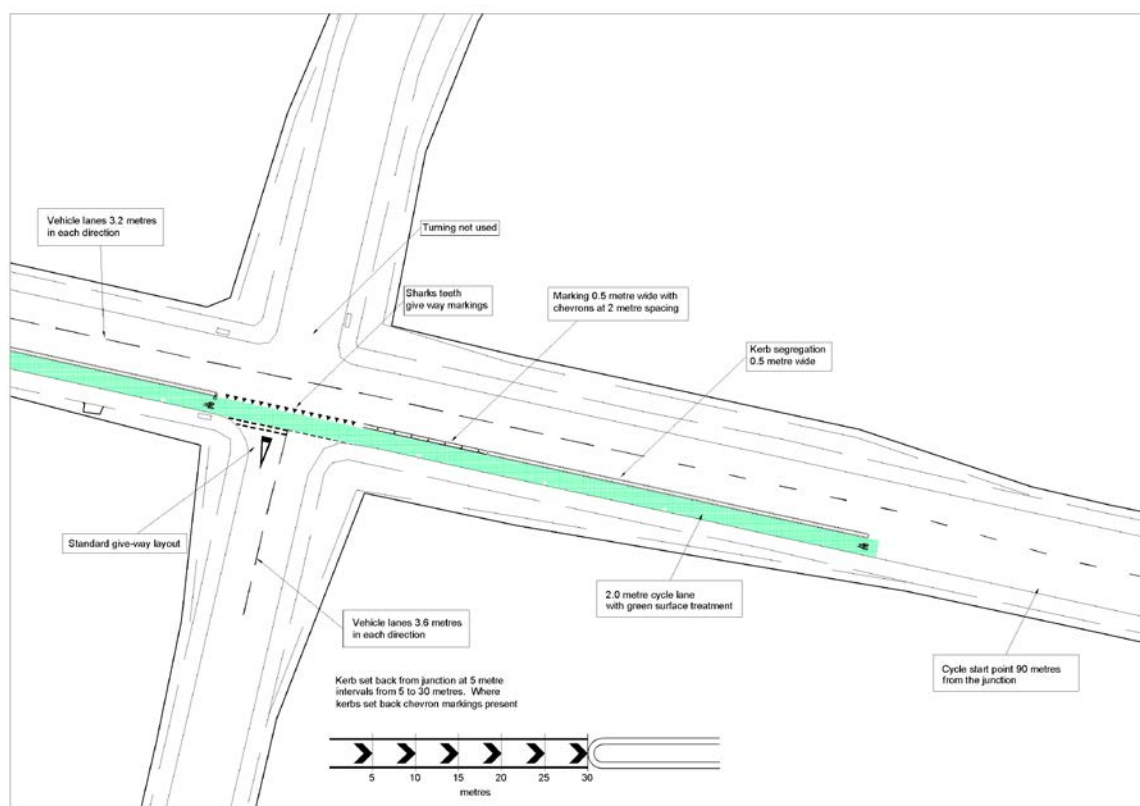 Vehicle lanes 3.2 metres
in each direction
Turning not used
Sharks teeth
give way markings
Marking 0.5 metre wide with
chevrons at 2 metre spacing
Kerb segregation
0.5 metre wide
Standard give-way layout
2.0 metre cycle lane
with green surface treatment
Vehicle lanes 3.6 metres
in each direction
Cycle start point 90 metres
from the junction
Kerb set back from junction at 5 metre
intervals from 5 to 30 metres. Where
kerbs set back chevron markings present
5 10 15 20 25 30
metres